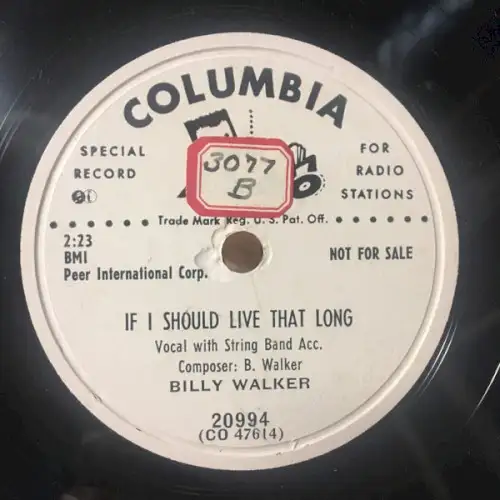 COLUMBIA
SPECIAL
RECORD
FOR
RADIO
STATIONS
3077
B
Trade Mark Reg. U. S. Pat. Off.
2:23
BMI
Peer International Corp.
NOT FOR SALE
IF I SHOULD LIVE THAT LONG
Vocal with String Band Acc.
Composer: B. Walker
BILLY WALKER
20994
(CO 47614)